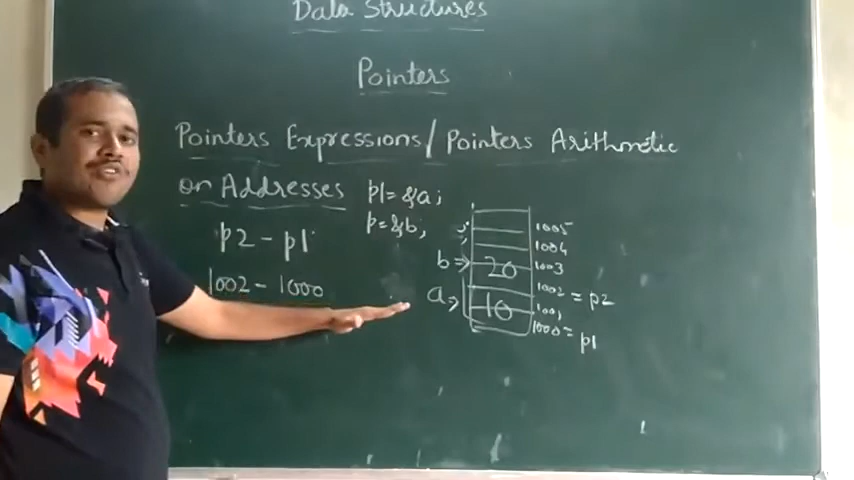 Data Structures
Pointers
Pointers Expressions/Pointers Arithmetic
on Addresses
p1=&a;
p=&b;
p2-p1
1002-1000
1005
1004
b⇒ 20 1003
1002 = p2
a⇒ 10 1001
1000= p1